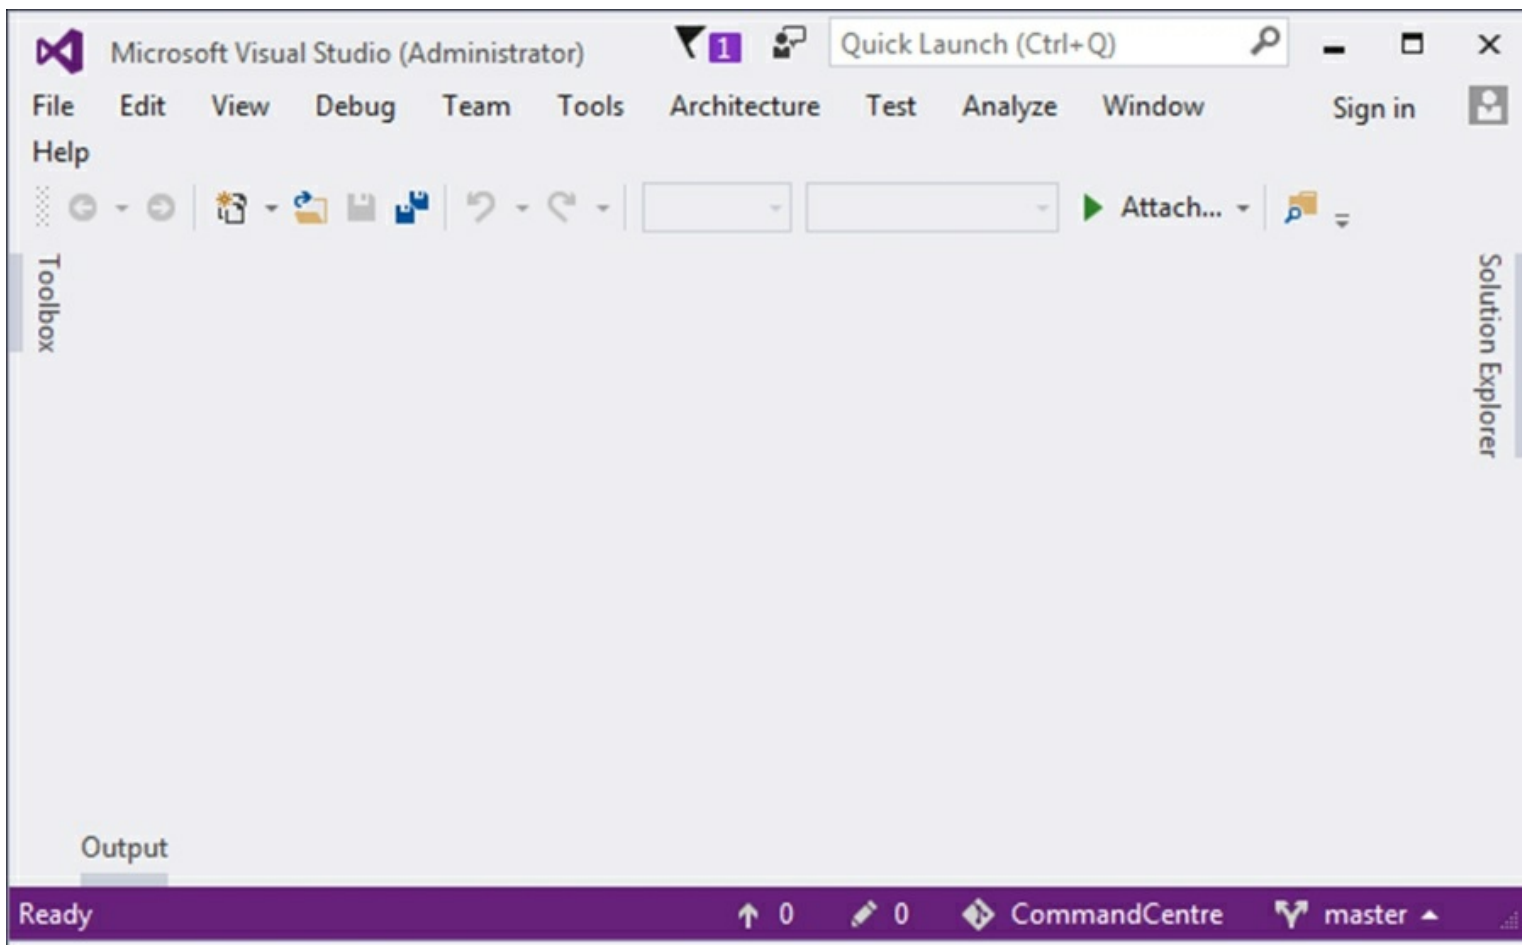 Microsoft Visual Studio (Administrator) 1 Quick Launch (Ctrl+Q)
File Edit View Debug Team Tools Architecture Test Analyze Window Sign in
Help
Attach...
Toolbox
Solution Explorer
Output
Ready 0 0 CommandCentre master